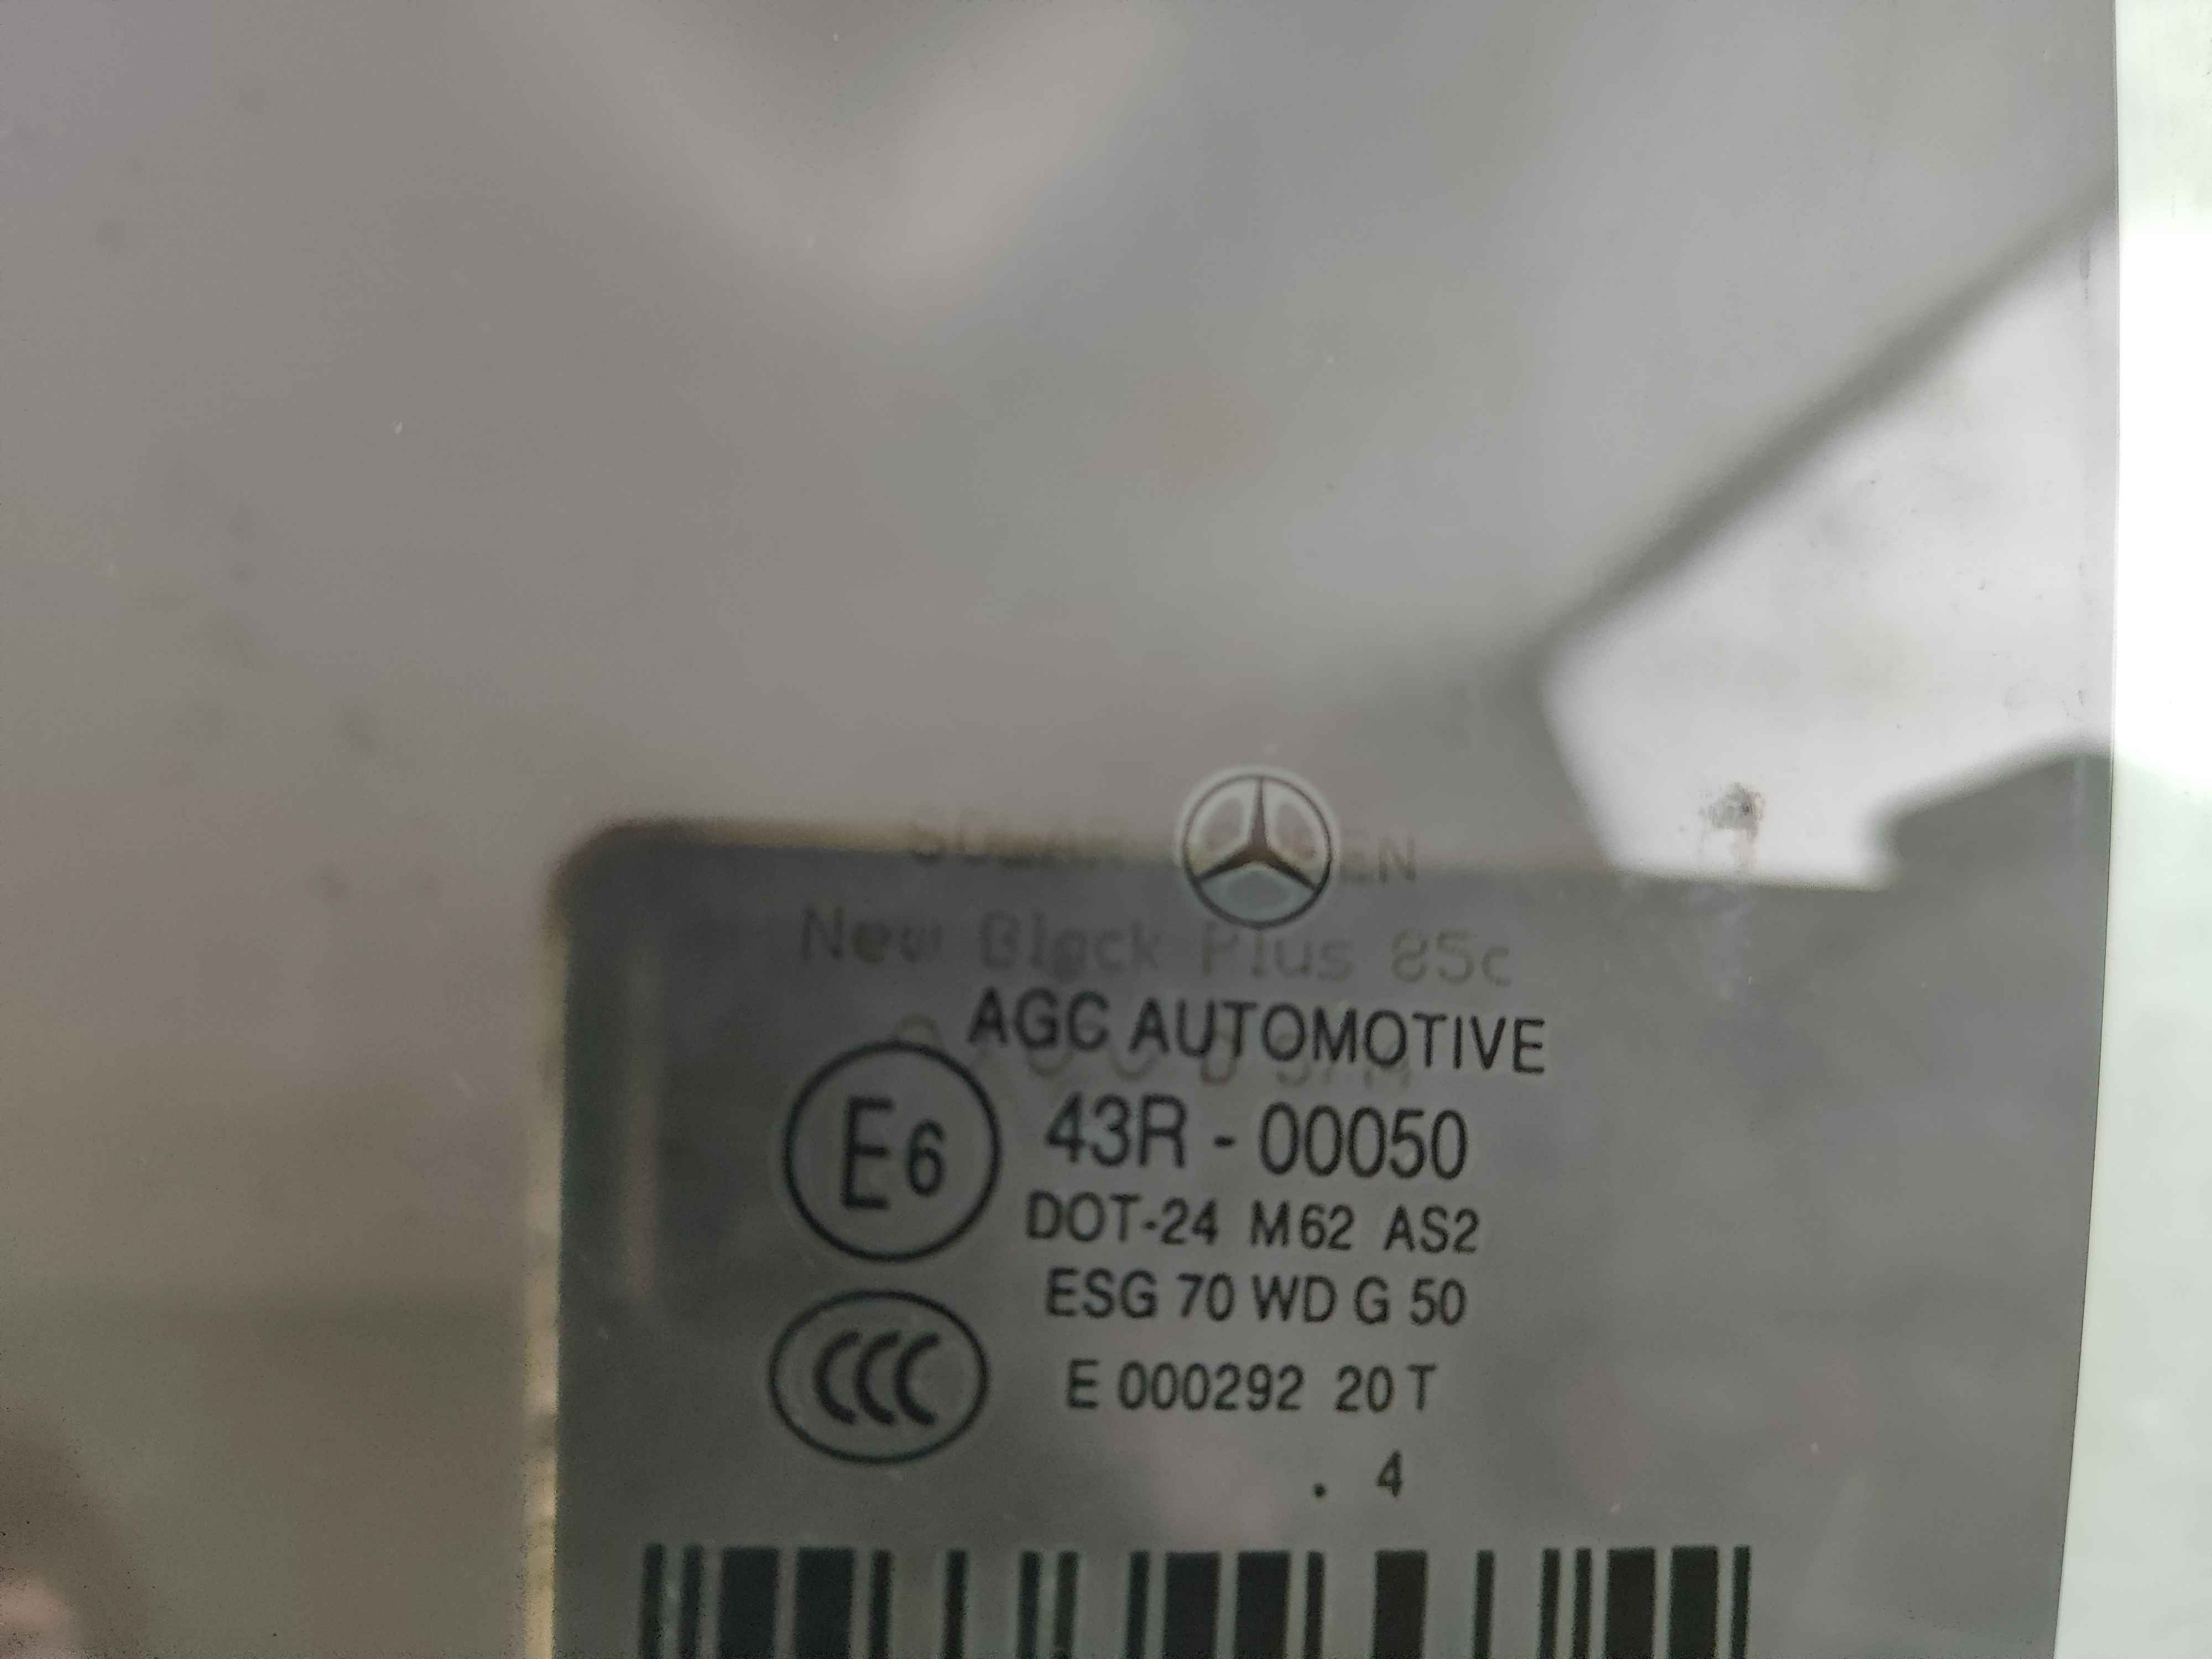 New Black Plus 85c
AGC AUTOMOTIVE
E6
43R - 00050
DOT-24 M62 AS2
ESG 70 WD G 50
CCC
E 000292 20 T
. 4